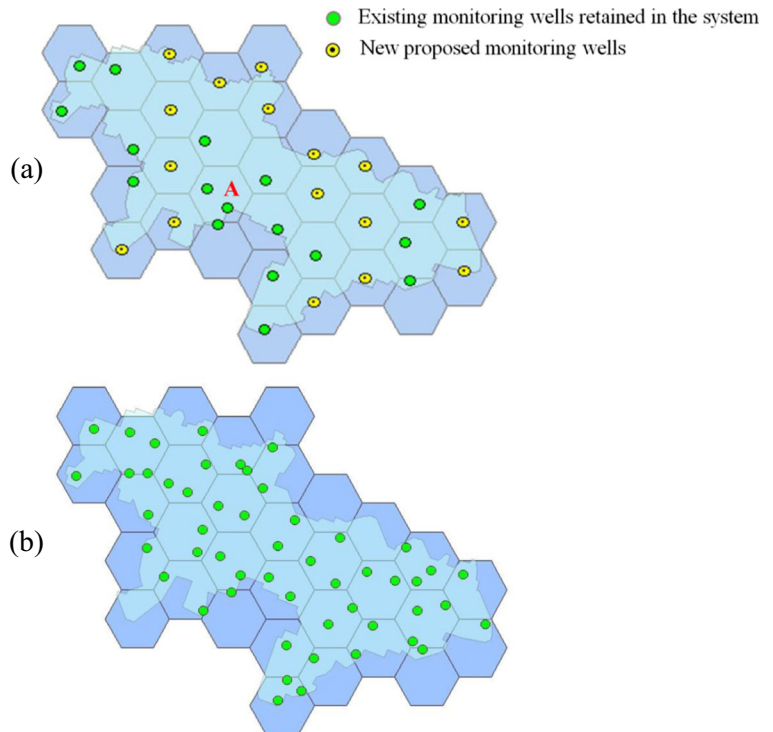 Existing monitoring wells retained in the system
New proposed monitoring wells
(a)
A
(b)